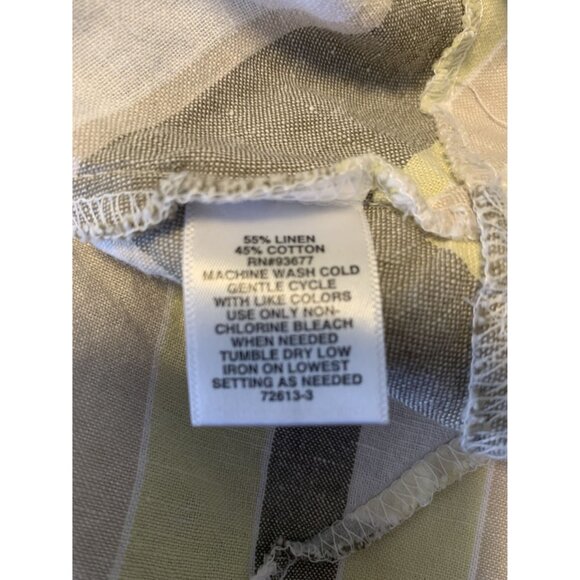 55% LINEN
45% COTTON
RN#93677
MACHINE WASH COLD
GENTLE CYCLE
WITH LIKE COLORS
USE ONLY NON-
CHLORINE BLEACH
WHEN NEEDED
TUMBLE DRY LOW
IRON ON LOWEST
SETTING AS NEEDED
72613-3